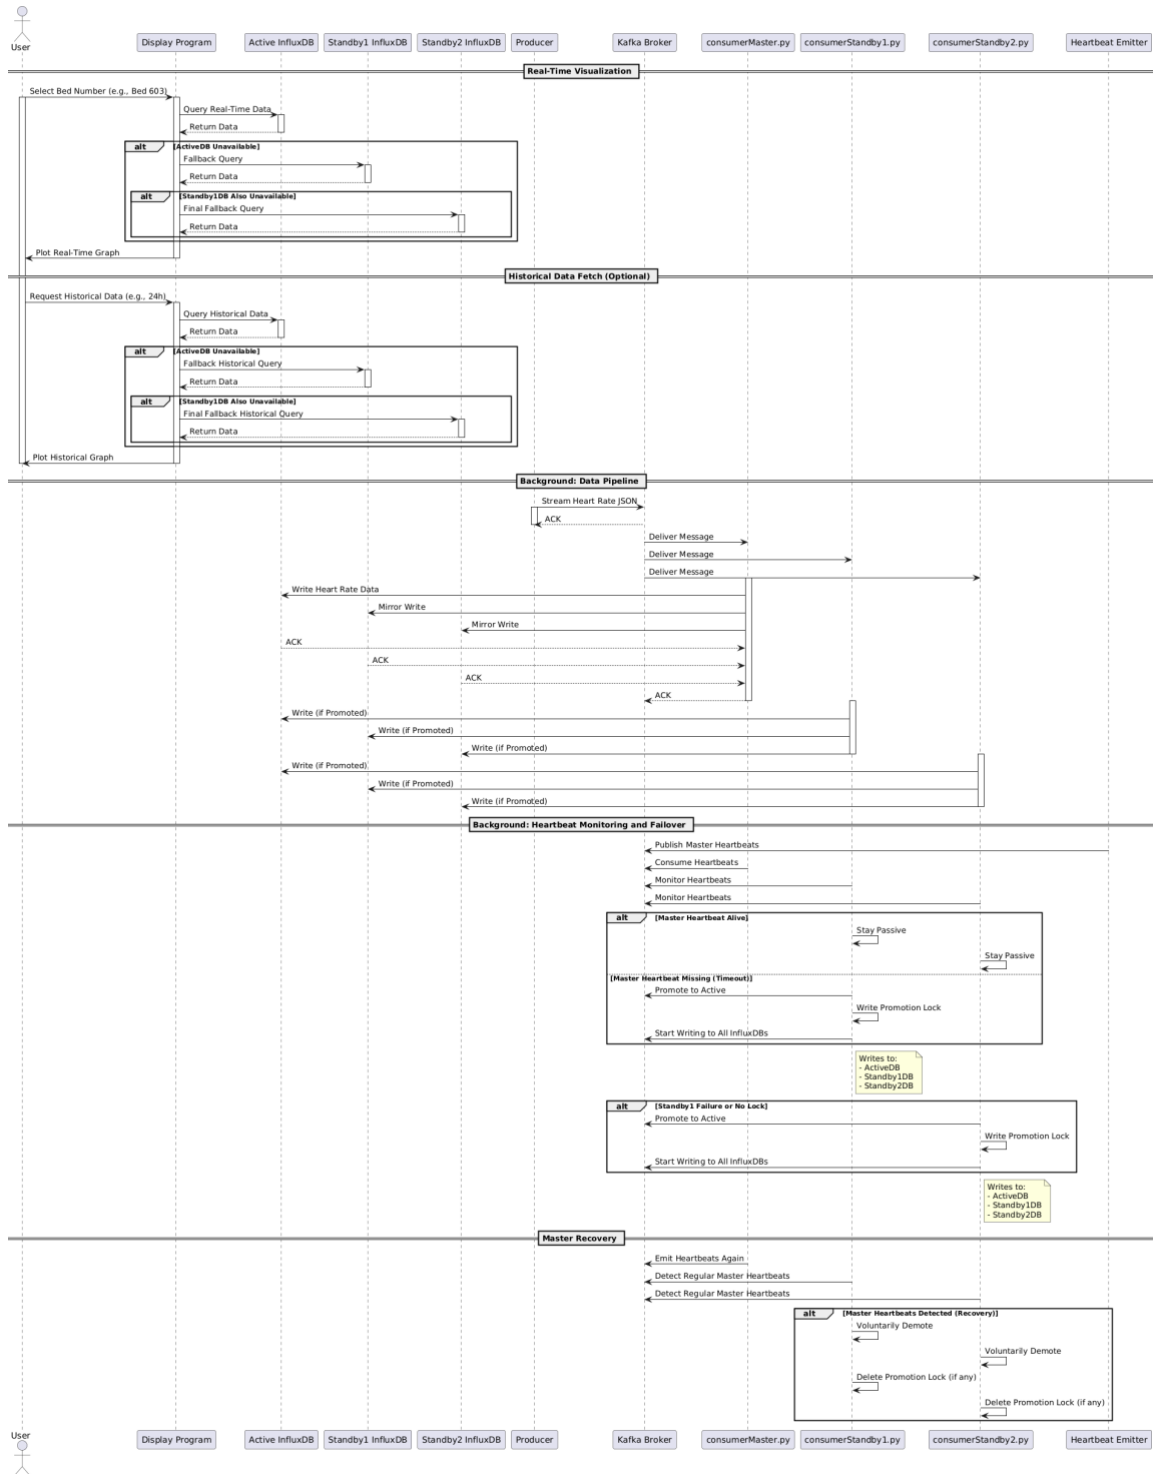 User
Display Program
Active InfluxDB
Standby1 InfluxDB
Standby2 InfluxDB
Producer
Kafka Broker
consumerMaster.py
consumerStandby1.py
consumerStandby2.py
Heartbeat Emitter
Real-Time Visualization
Select Bed Number (e.g., Bed 603)
Query Real-Time Data
Return Data
alt [ActiveDB Unavailable]
Fallback Query
Return Data
alt [Standby1DB Also Unavailable]
Final Fallback Query
Return Data
Plot Real-Time Graph
Historical Data Fetch (Optional)
Request Historical Data (e.g., 24h)
Query Historical Data
Return Data
alt [ActiveDB Unavailable]
Fallback Historical Query
Return Data
alt [Standby1DB Also Unavailable]
Final Fallback Historical Query
Return Data
Plot Historical Graph
Background: Data Pipeline
Stream Heart Rate JSON
ACK
Deliver Message
Deliver Message
Deliver Message
Write Heart Rate Data
Mirror Write
Mirror Write
ACK
ACK
ACK
ACK
Write (if Promoted)
Write (if Promoted)
Write (if Promoted)
Write (if Promoted)
Write (if Promoted)
Write (if Promoted)
Background: Heartbeat Monitoring and Failover
Publish Master Heartbeats
Consume Heartbeats
Monitor Heartbeats
Monitor Heartbeats
alt [Master Heartbeat Alive]
Stay Passive
Stay Passive
[Master Heartbeat Missing (Timeout)]
Promote to Active
Write Promotion Lock
Start Writing to All InfluxDBs
Writes to:
- ActiveDB
- Standby1DB
- Standby2DB
alt [Standby1 Failure or No Lock]
Promote to Active
Write Promotion Lock
Start Writing to All InfluxDBs
Writes to:
- ActiveDB
- Standby1DB
- Standby2DB
Master Recovery
Emit Heartbeats Again
Detect Regular Master Heartbeats
Detect Regular Master Heartbeats
alt [Master Heartbeats Detected (Recovery)]
Voluntarily Demote
Voluntarily Demote
Delete Promotion Lock (if any)
Delete Promotion Lock (if any)
User
Display Program
Active InfluxDB
Standby1 InfluxDB
Standby2 InfluxDB
Producer
Kafka Broker
consumerMaster.py
consumerStandby1.py
consumerStandby2.py
Heartbeat Emitter